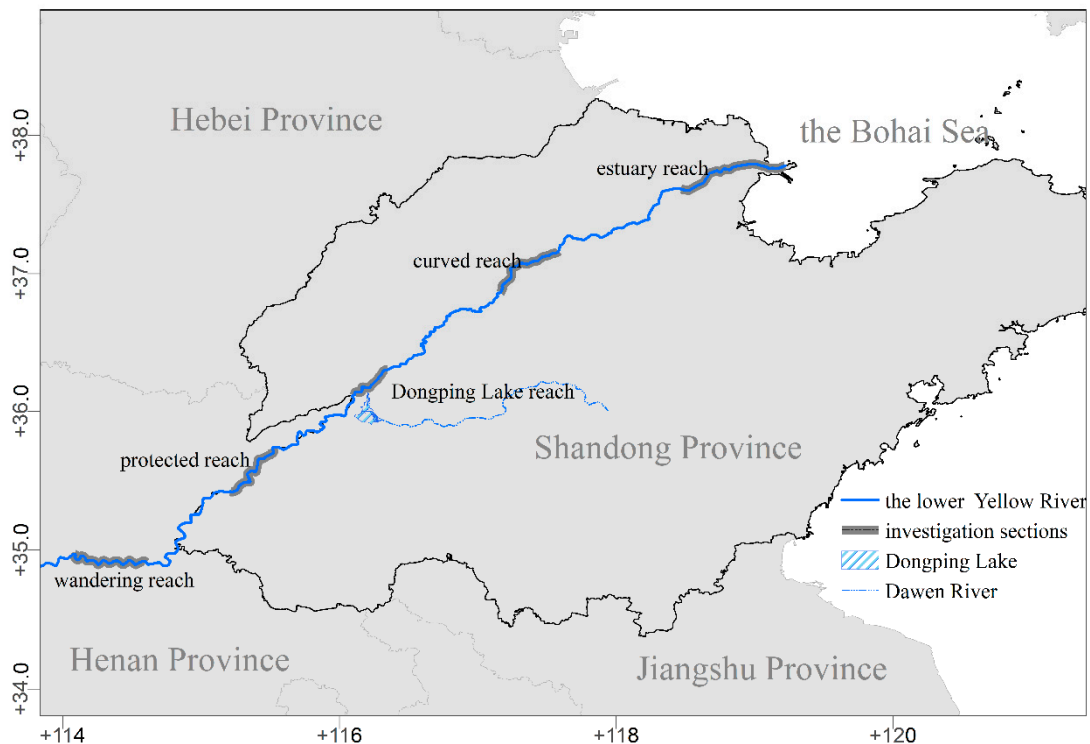 Hebei Province
the Bohai Sea
estuary reach
curved reach
Dongping Lake reach
Shandong Province
protected reach
wandering reach
Henan Province
Jiangshu Province
the lower Yellow River
investigation sections
Dongping Lake
Dawen River
+38.0
+37.0
+36.0
+35.0
+34.0
+114
+116
+118
+120